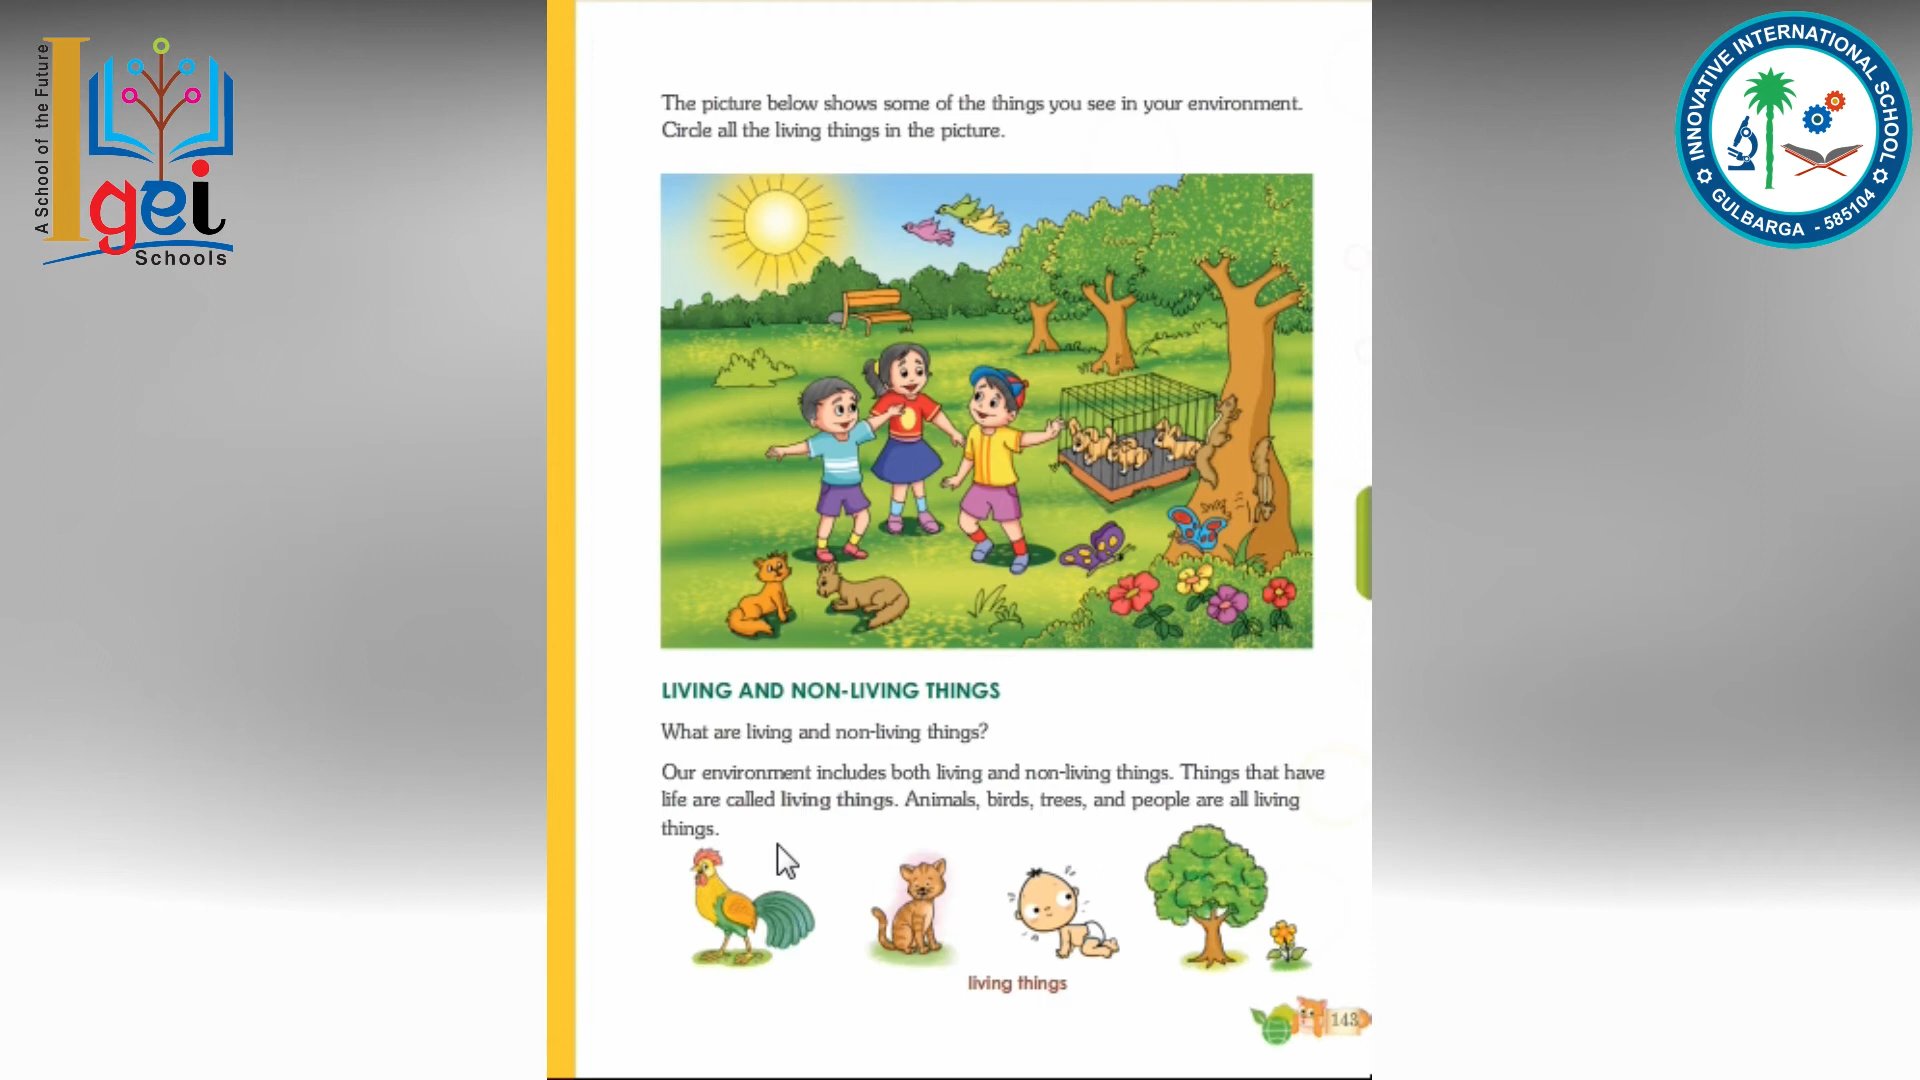 A School of the Future
Igei
Schools
INNOVATIVE INTERNATIONAL SCHOOL
GULBARGA - 585104
The picture below shows some of the things you see in your environment.
Circle all the living things in the picture.
LIVING AND NON-LIVING THINGS
What are living and non-living things?
Our environment includes both living and non-living things. Things that have
life are called living things. Animals, birds, trees, and people are all living
things.
living things
143